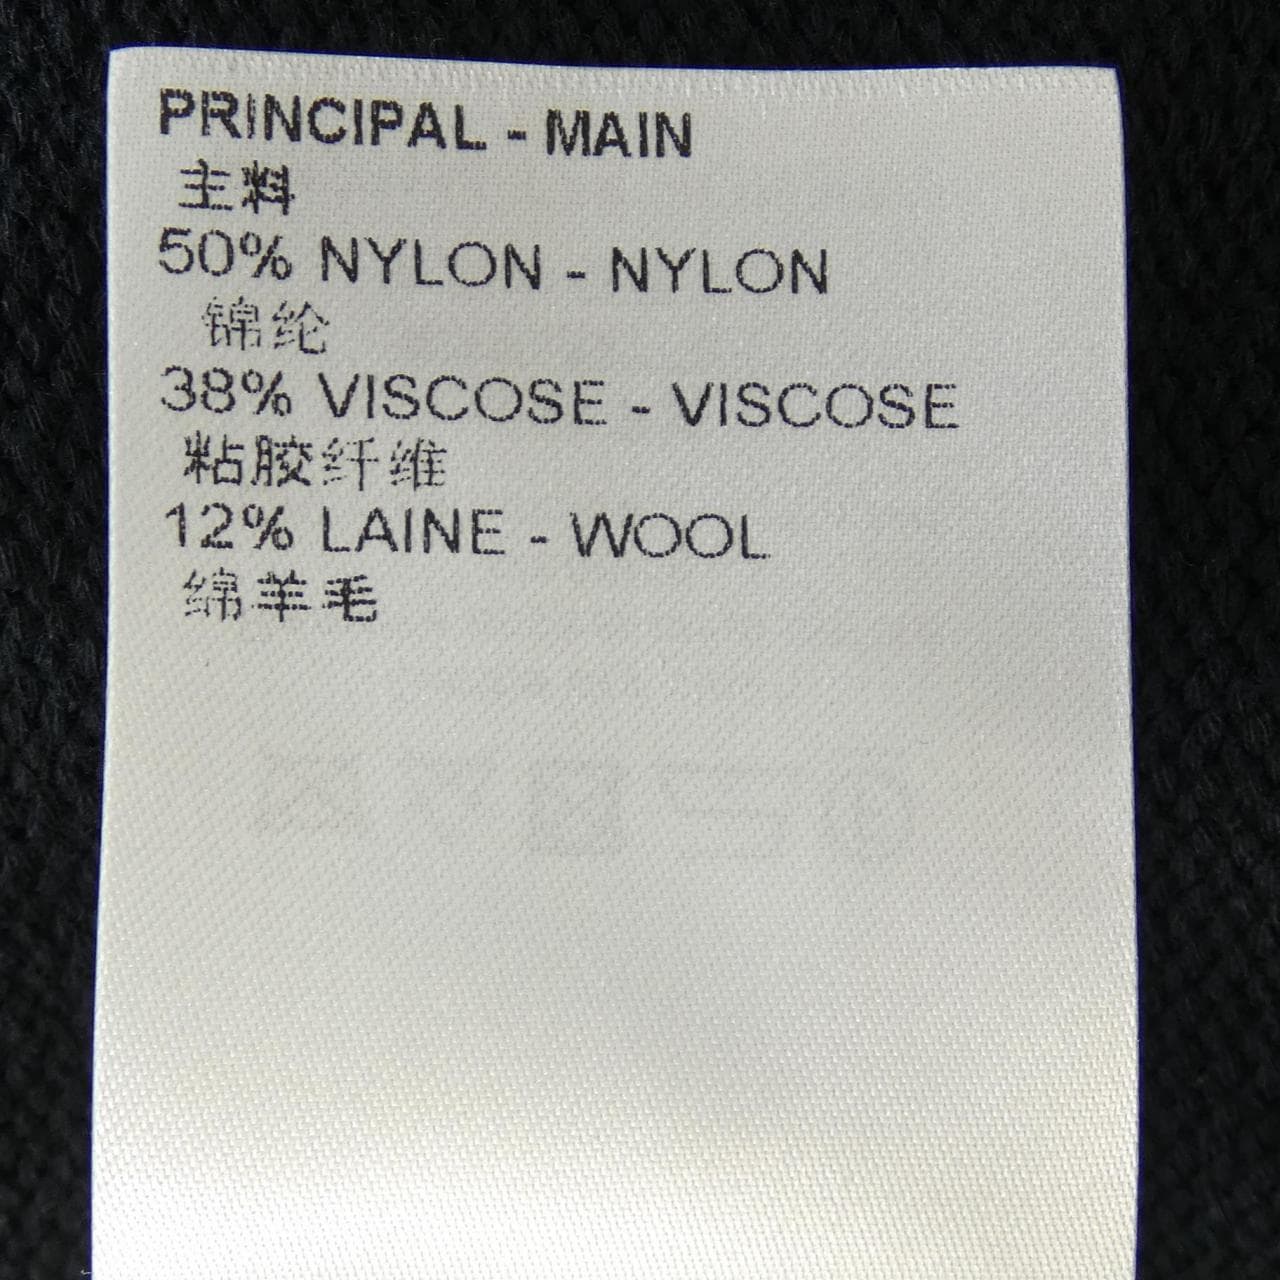 PRINCIPAL - MAIN
主料
50% NYLON - NYLON
锦纶
38% VISCOSE - VISCOSE
粘胶纤维
12% LAINE - WOOL
绵羊毛